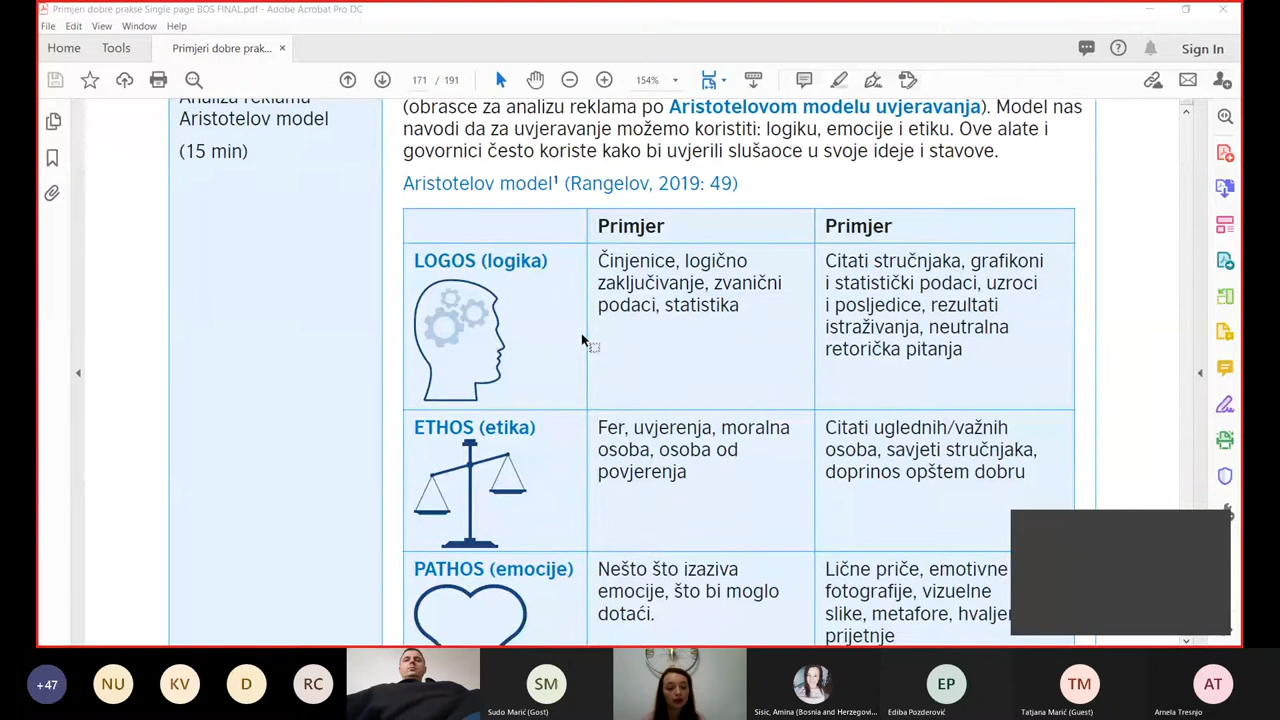 Primjeri dobre prakse Single page BOS FINAL.pdf - Adobe Acrobat Pro DC
File Edit View Window Help
Home Tools Primjeri dobre prak... × Sign In
171 / 191 154%
Analiza reklama
Aristotelov model
(15 min)
(obrasce za analizu reklama po Aristotelovom modelu uvjeravanja). Model nas
navodi da za uvjeravanje možemo koristiti: logiku, emocije i etiku. Ove alate i
govornici često koriste kako bi uvjerili slušaoce u svoje ideje i stavove.
Aristotelov model¹ (Rangelov, 2019: 49)
Primjer
Primjer
LOGOS (logika)
Činjenice, logično
zaključivanje, zvanični
podaci, statistika
Citati stručnjaka, grafikoni
i statistički podaci, uzroci
i posljedice, rezultati
istraživanja, neutralna
retorička pitanja
ETHOS (etika)
Fer, uvjerenja, moralna
osoba, osoba od
povjerenja
Citati uglednih/važnih
osoba, savjeti stručnjaka,
doprinos opštem dobru
PATHOS (emocije)
Nešto što izaziva
emocije, što bi moglo
dotaći.
Lične priče, emotivne
fotografije, vizuelne
slike, metafore, hvaljen
prijetnje
+47 NU KV D RC SM EP TM AT
Sudo Marić (Gost) Sisic, Amina (Bosnia and Herzegovi... Ediba Pozderović Tatjana Marić (Guest) Arnela Tresnjo